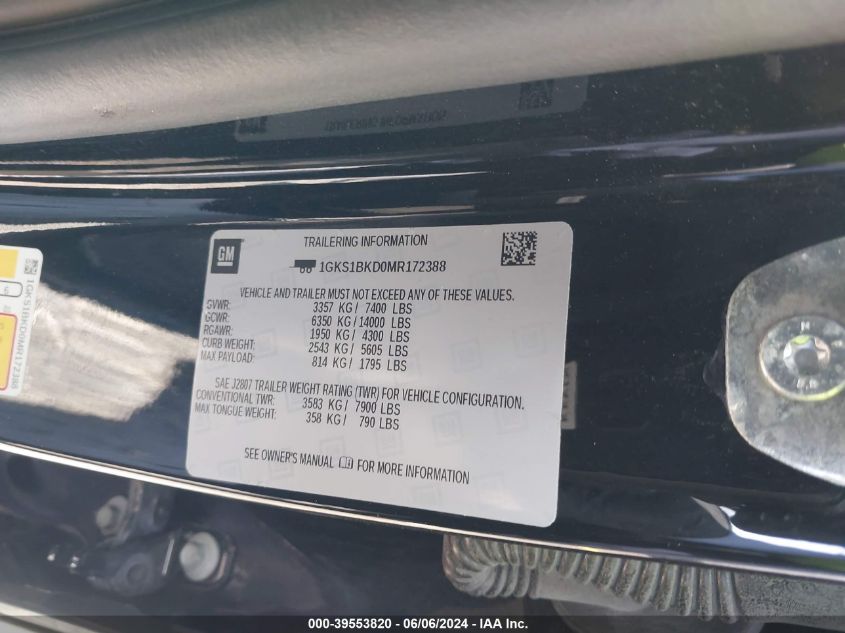 GM
TRAILERING INFORMATION
1GKS1BKD0MR172388
VEHICLE AND TRAILER MUST NOT EXCEED ANY OF THESE VALUES.
GVWR: 3357 KG/ 7400 LBS
GCWR: 6350 KG/14000 LBS
RGAWR: 1950 KG/ 4300 LBS
CURB WEIGHT: 2543 KG/ 5605 LBS
MAX PAYLOAD: 814 KG/ 1795 LBS
SAE J2807 TRAILER WEIGHT RATING (TWR) FOR VEHICLE CONFIGURATION.
CONVENTIONAL TWR: 3583 KG/ 7900 LBS
MAX TONGUE WEIGHT: 358 KG/ 790 LBS
SEE OWNER'S MANUAL FOR MORE INFORMATION
1GKS1BKD0MR172388
000-39553820 - 06/06/2024 - IAA Inc.